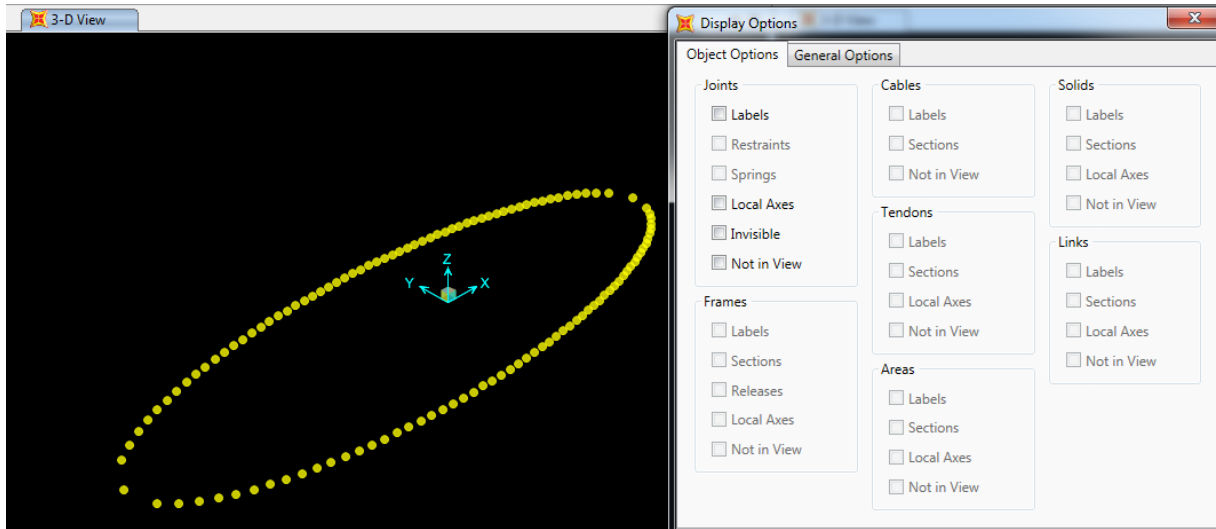 3-D View
Z
Y
X
Display Options
Object Options
General Options
Joints
Labels
Restraints
Springs
Local Axes
Invisible
Not in View
Frames
Labels
Sections
Releases
Local Axes
Not in View
Cables
Labels
Sections
Not in View
Tendons
Labels
Sections
Local Axes
Not in View
Areas
Labels
Sections
Local Axes
Not in View
Solids
Labels
Sections
Local Axes
Not in View
Links
Labels
Sections
Local Axes
Not in View